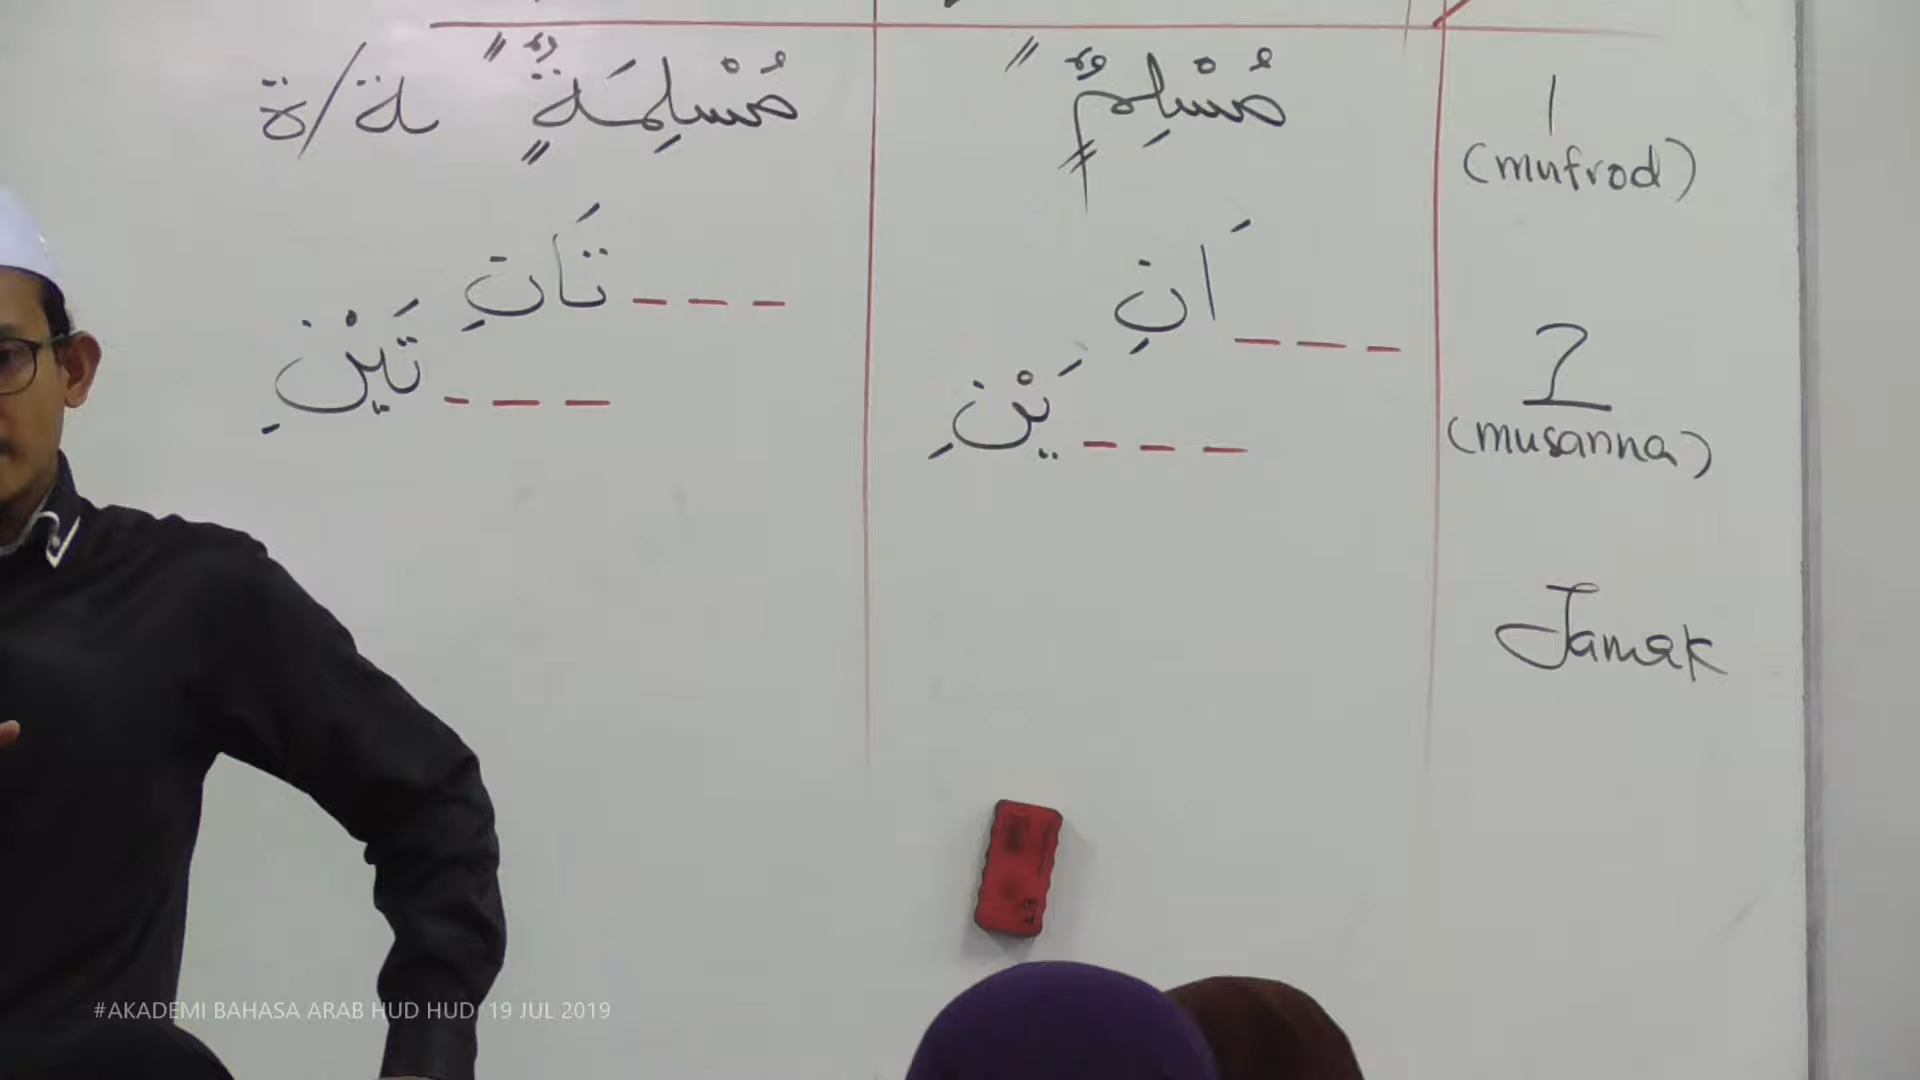 1 مُسْلِمٌ " مُسْلِمَةٌ " ـة/ة
(mufrod)
2 --- َانِ --- تَانِ
(musanna) --- َيْنِ --- تَيْنِ
Jamak
#AKADEMI BAHASA ARAB HUD HUD 19 JUL 2019